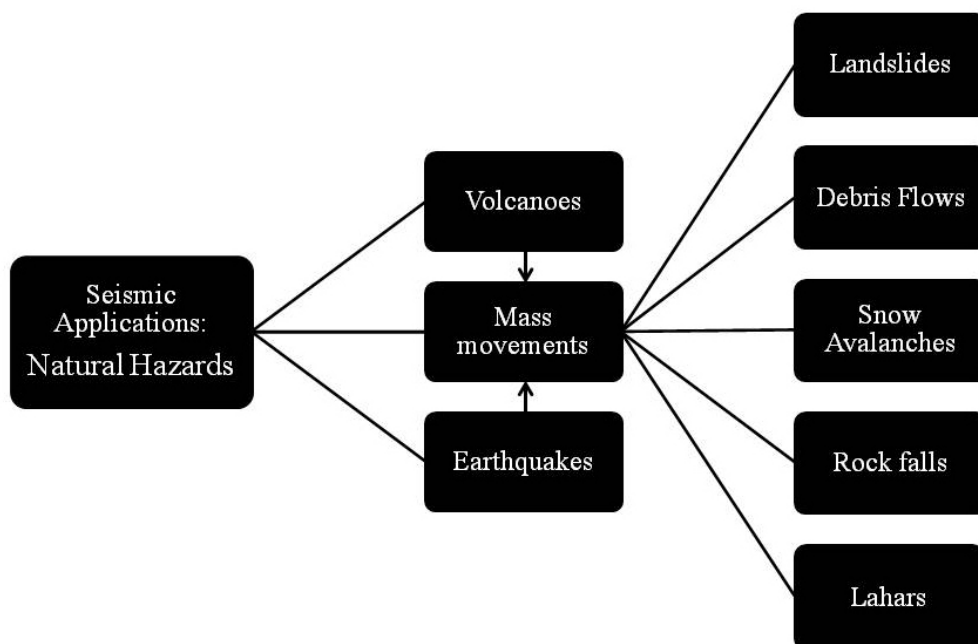 Seismic
Applications:
Natural Hazards
Volcanoes
Mass
movements
Earthquakes
Landslides
Debris Flows
Snow
Avalanches
Rock falls
Lahars